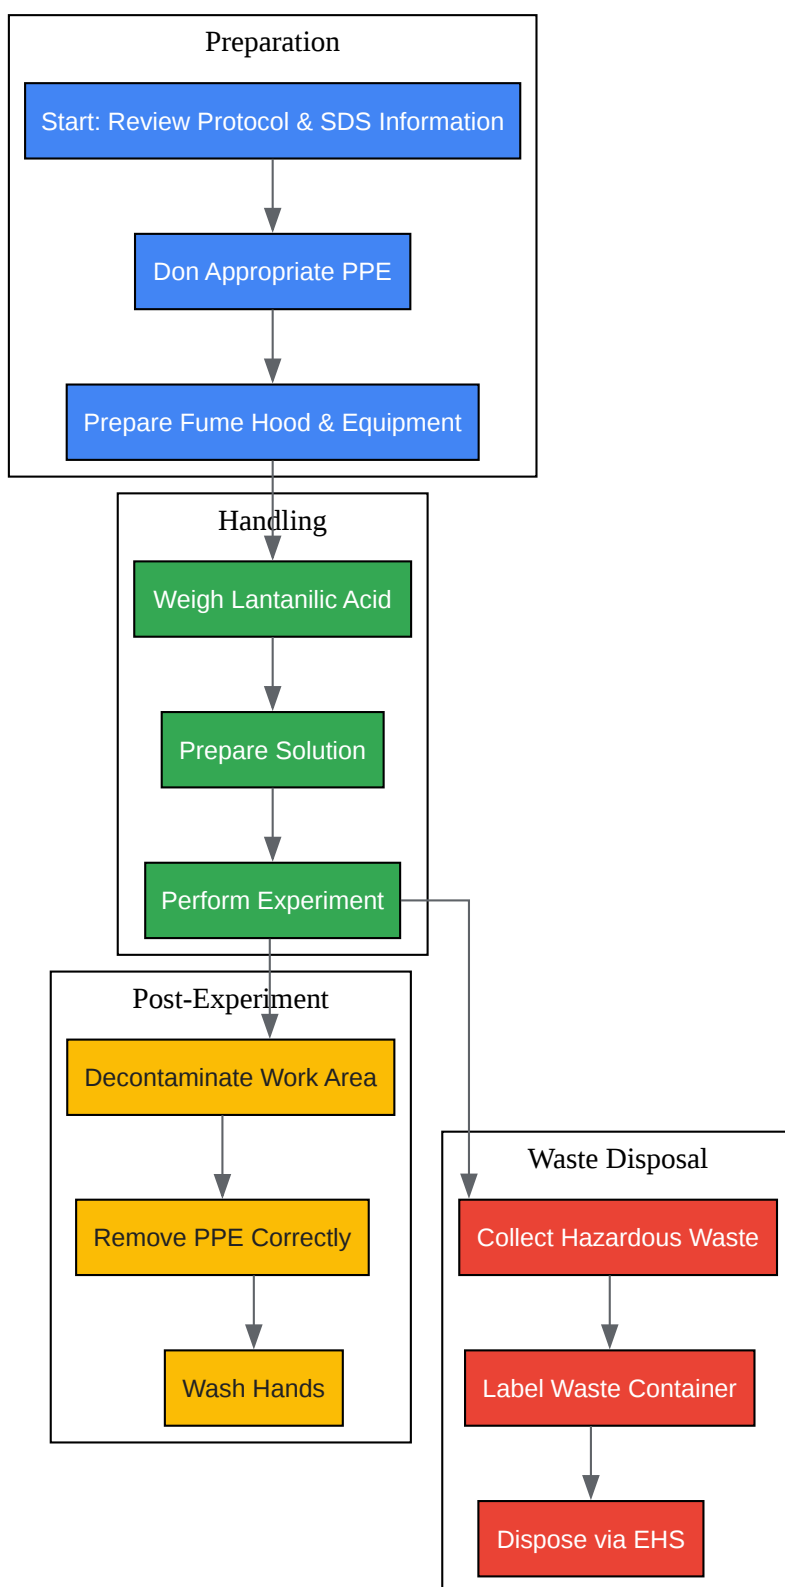 Preparation
Start: Review Protocol & SDS Information
Don Appropriate PPE
Prepare Fume Hood & Equipment
Handling
Weigh Lantanilic Acid
Prepare Solution
Perform Experiment
Post-Experiment
Decontaminate Work Area
Remove PPE Correctly
Wash Hands
Waste Disposal
Collect Hazardous Waste
Label Waste Container
Dispose via EHS